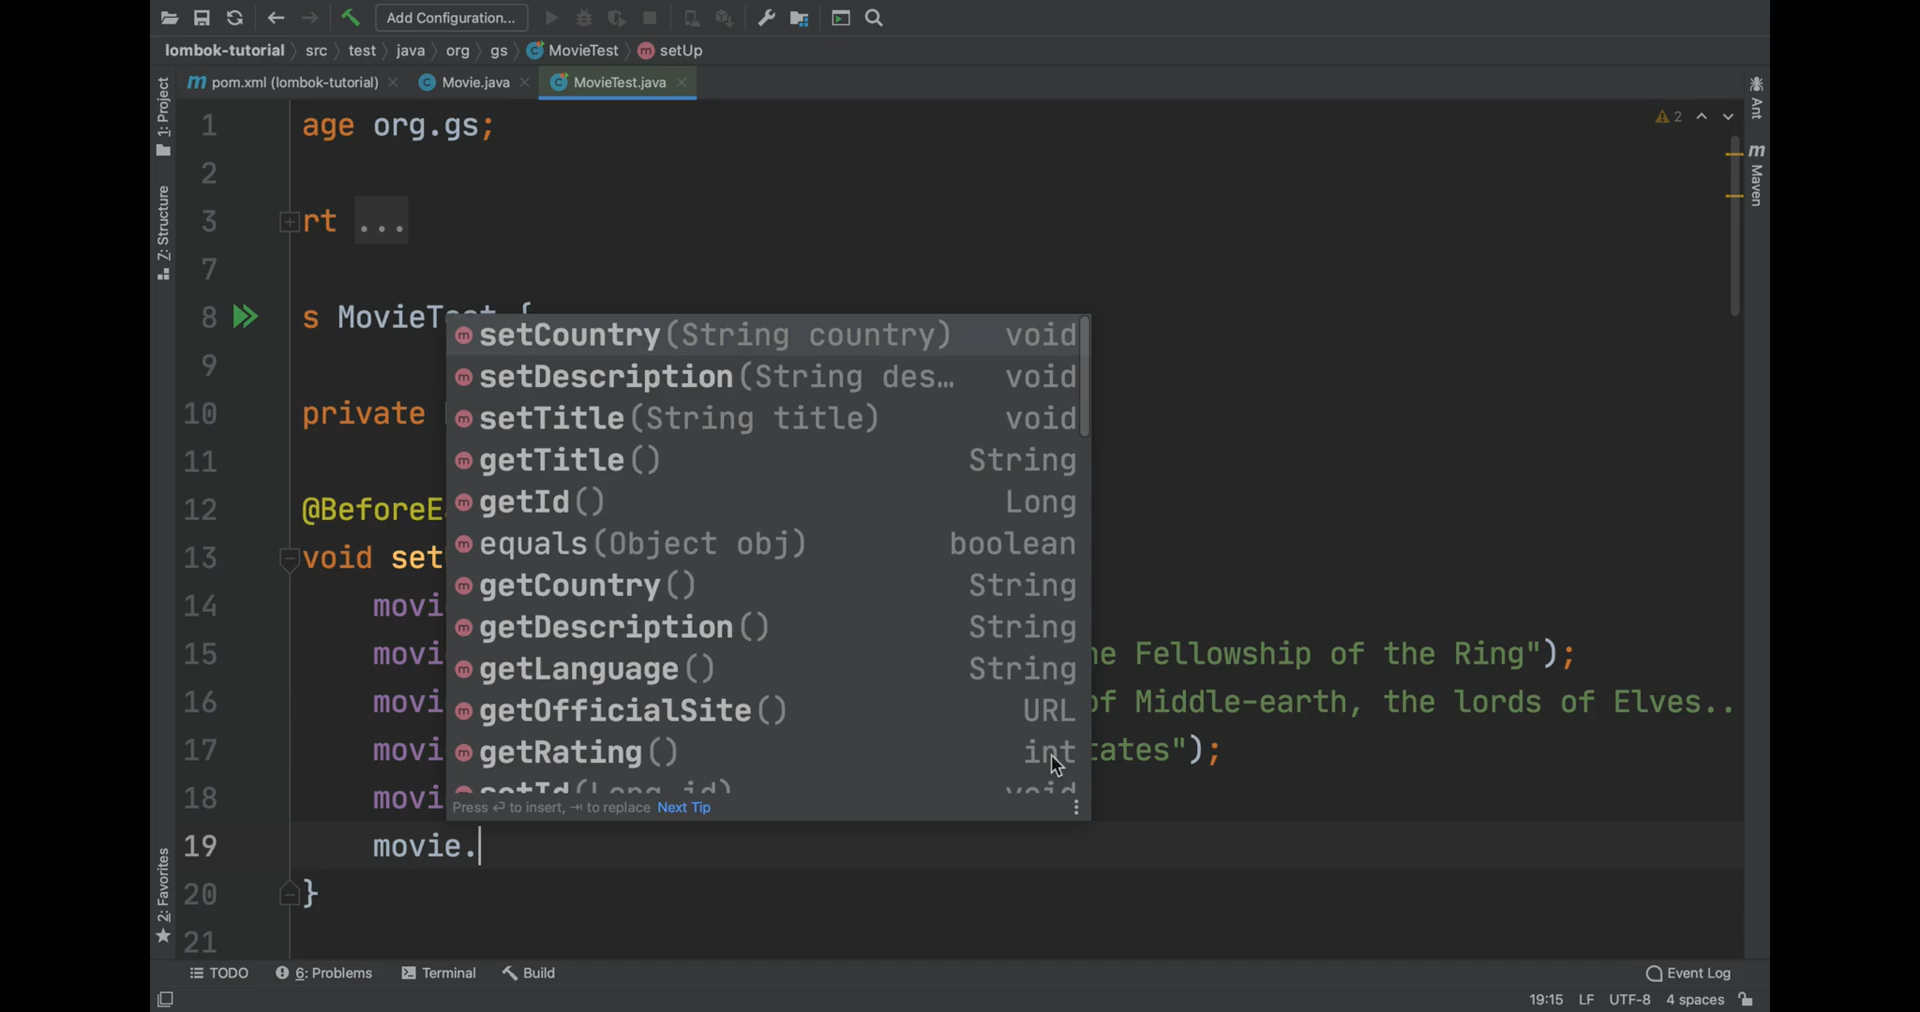 Add Configuration...
lombok-tutorial src test java org gs MovieTest setUp
m pom.xml (lombok-tutorial) Movie.java MovieTest.java
1: Project
Z: Structure
2: Favorites
Ant
m Maven
2
1 age org.gs;
2
3 rt ...
7
8 s MovieTest {
9
10 private
11
12 @BeforeE
13 void set
14 movi
15 movi he Fellowship of the Ring");
16 movi of Middle-earth, the lords of Elves..
17 movi tates");
18 movi
19 movie.
20 }
21
setCountry(String country) void
setDescription(String des… void
setTitle(String title) void
getTitle() String
getId() Long
equals(Object obj) boolean
getCountry() String
getDescription() String
getLanguage() String
getOfficialSite() URL
getRating() int
setId(Long id) void
Press ⏎ to insert, ⇥ to replace Next Tip
TODO 6: Problems Terminal Build Event Log
19:15 LF UTF-8 4 spaces